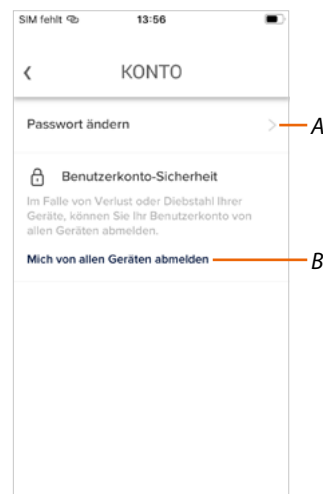 SIM fehlt 13:56
KONTO
Passwort ändern
A
Benutzerkonto-Sicherheit
Im Falle von Verlust oder Diebstahl Ihrer
Geräte, können Sie Ihr Benutzerkonto von
allen Geräten abmelden.
Mich von allen Geräten abmelden
B